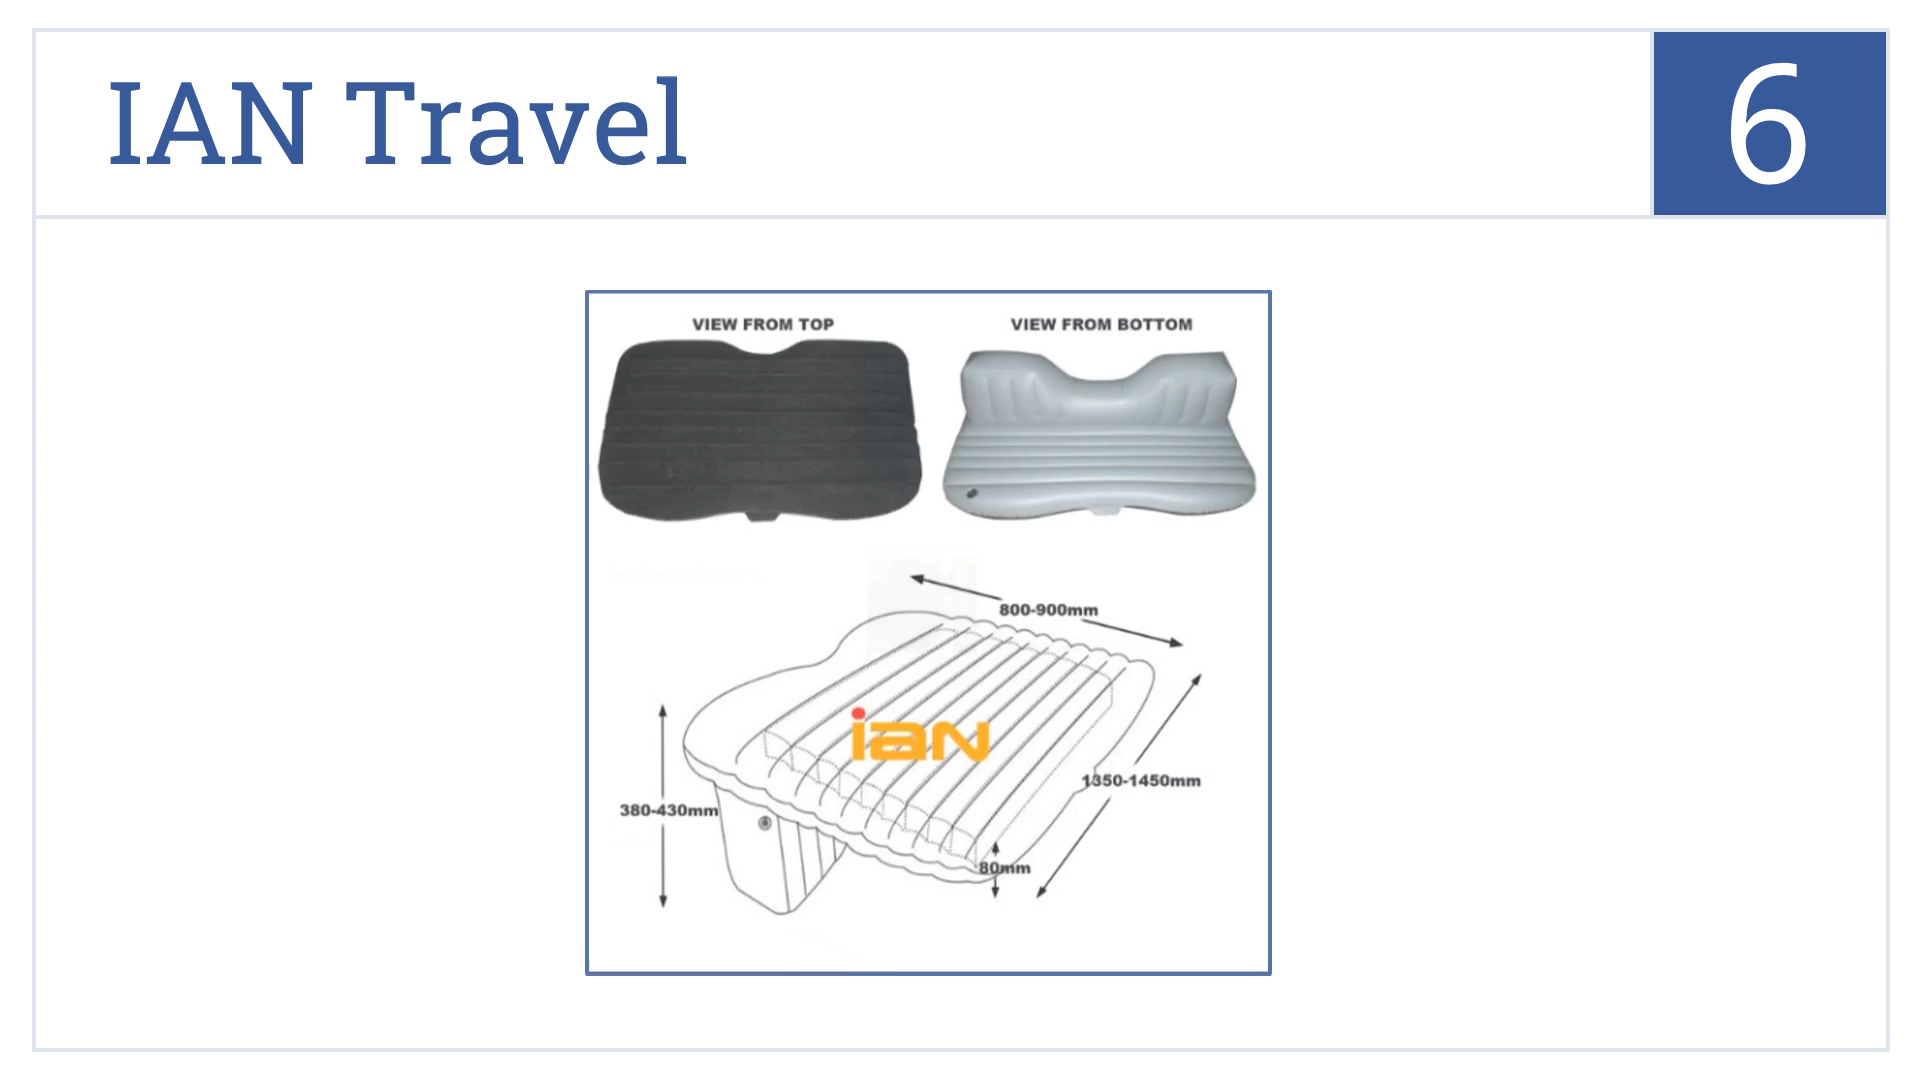 IAN Travel
6
VIEW FROM TOP
VIEW FROM BOTTOM
800-900mm
ian
1350-1450mm
380-430mm
80mm